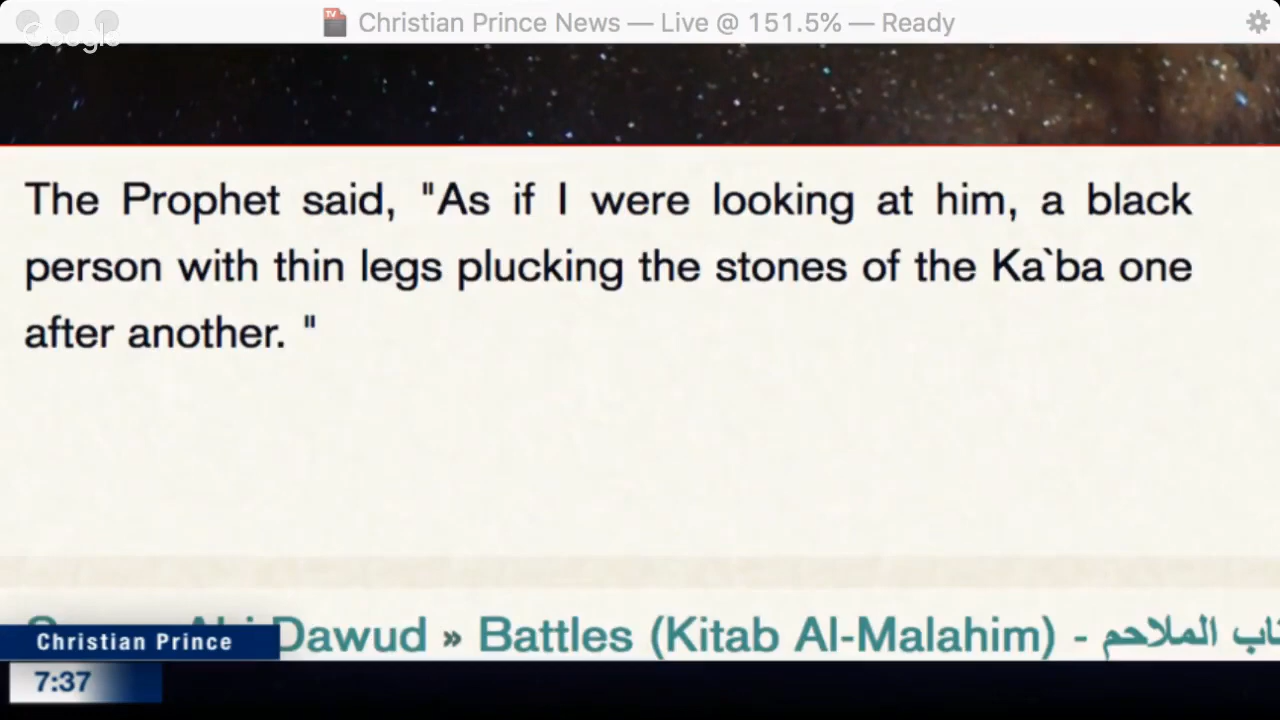 Christian Prince News — Live @ 151.5% — Ready
Google
The Prophet said, "As if I were looking at him, a black
person with thin legs plucking the stones of the Ka`ba one
after another. "
Dawud » Battles (Kitab Al-Malahim) - الملاحم
Christian Prince
7:37